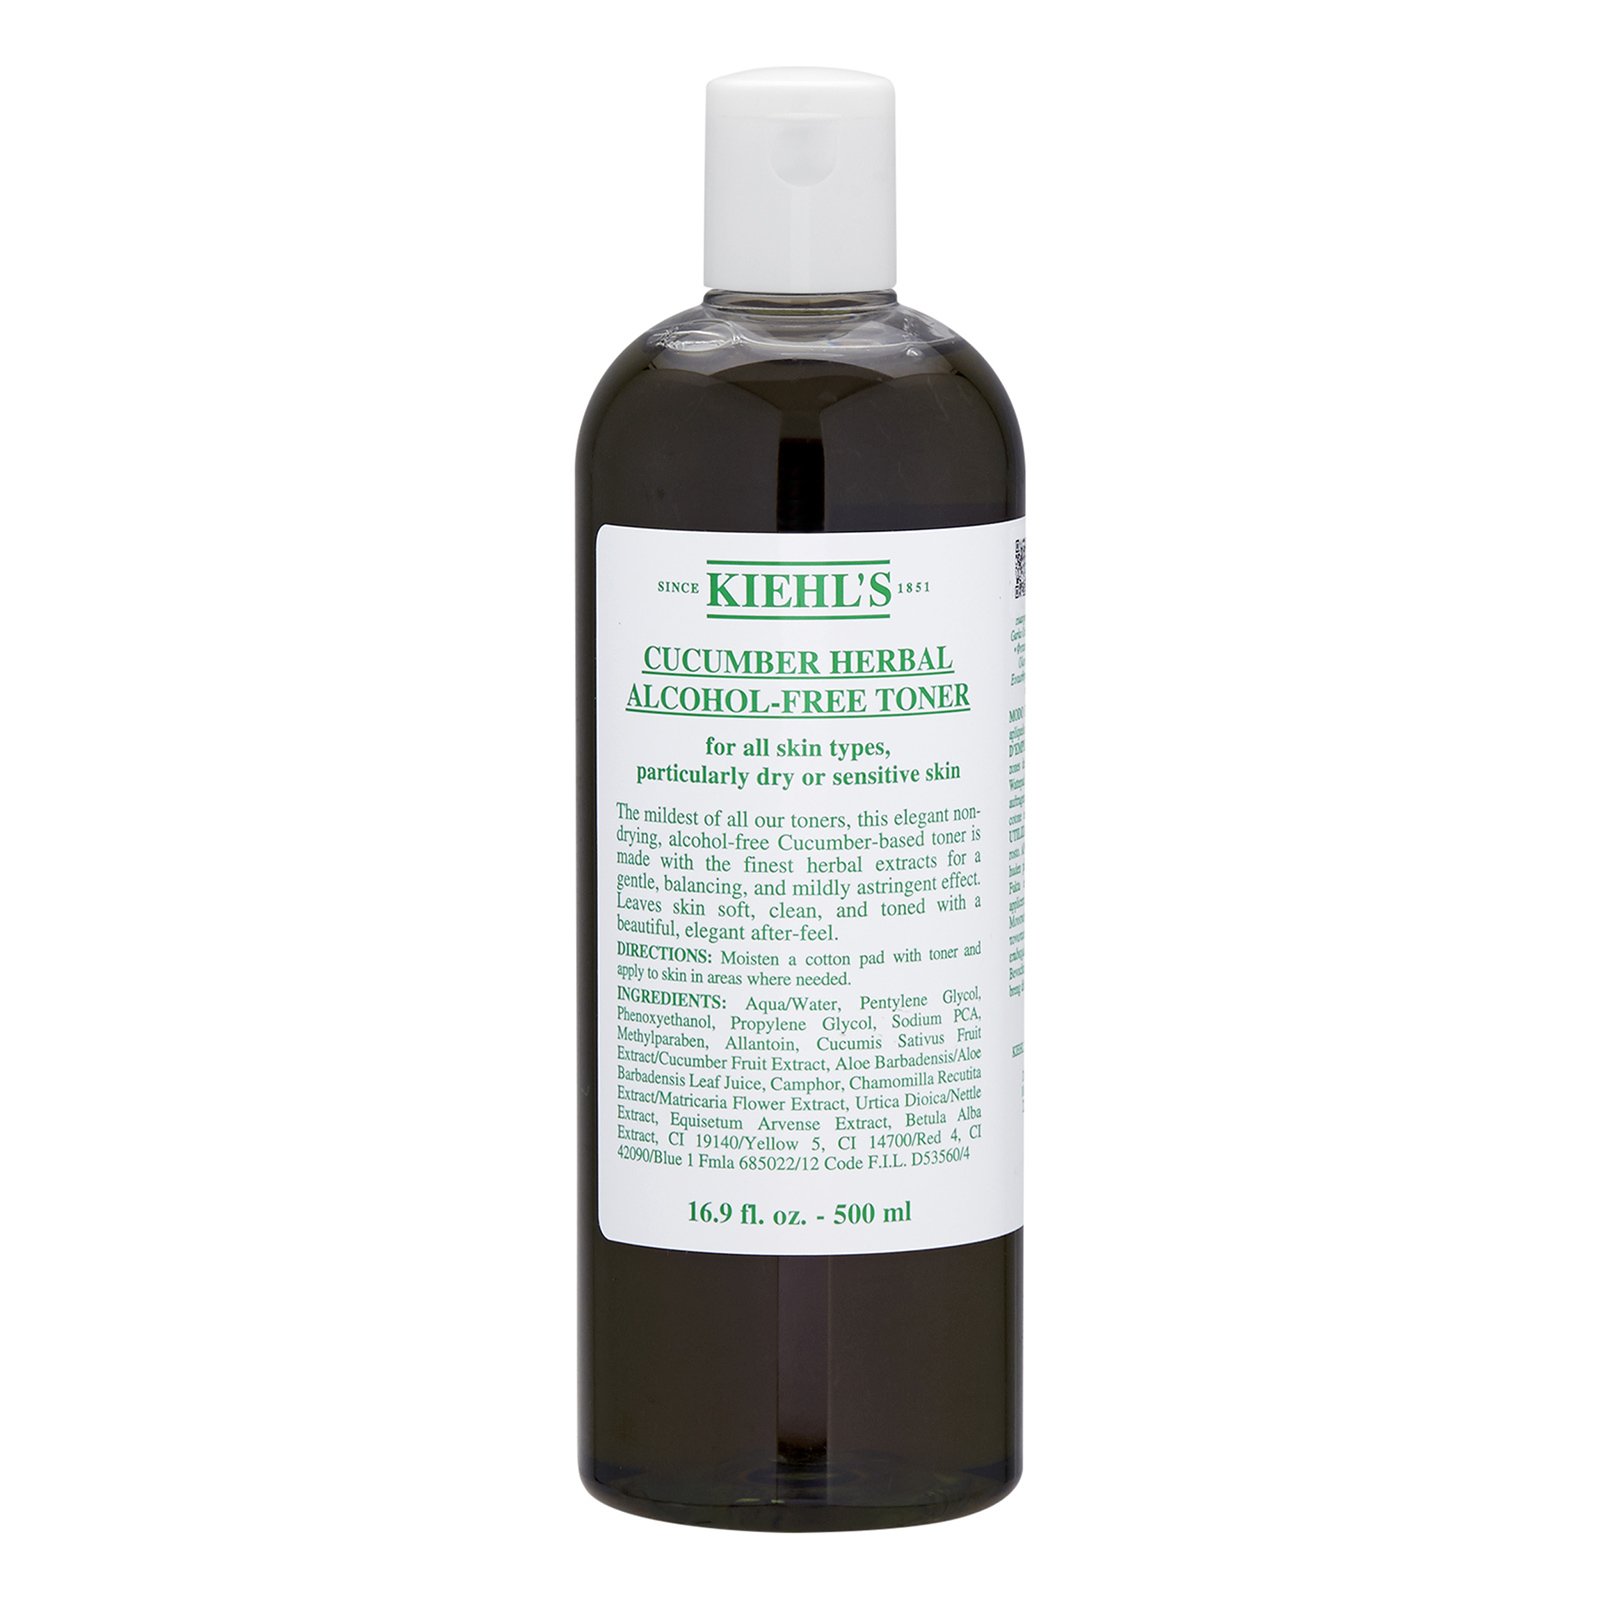 SINCE KIEHL'S 1851
CUCUMBER HERBAL
ALCOHOL-FREE TONER
for all skin types,
particularly dry or sensitive skin
The mildest of all our toners, this elegant non-
drying, alcohol-free Cucumber-based toner is
made with the finest herbal extracts for a
gentle, balancing, and mildly astringent effect.
Leaves skin soft, clean, and toned with a
beautiful, elegant after-feel.
DIRECTIONS: Moisten a cotton pad with toner and
apply to skin in areas where needed.
INGREDIENTS: Aqua/Water, Pentylene Glycol,
Phenoxyethanol, Propylene Glycol, Sodium PCA,
Methylparaben, Allantoin, Cucumis Sativus Fruit
Extract/Cucumber Fruit Extract, Aloe Barbadensis/Aloe
Barbadensis Leaf Juice, Camphor, Chamomilla Recutita
Extract/Matricaria Flower Extract, Urtica Dioica/Nettle
Extract, Equisetum Arvense Extract, Betula Alba
Extract, CI 19140/Yellow 5, CI 14700/Red 4, CI
42090/Blue 1 Fmla 685022/12 Code F.I.L. D53560/4
16.9 fl. oz. - 500 ml